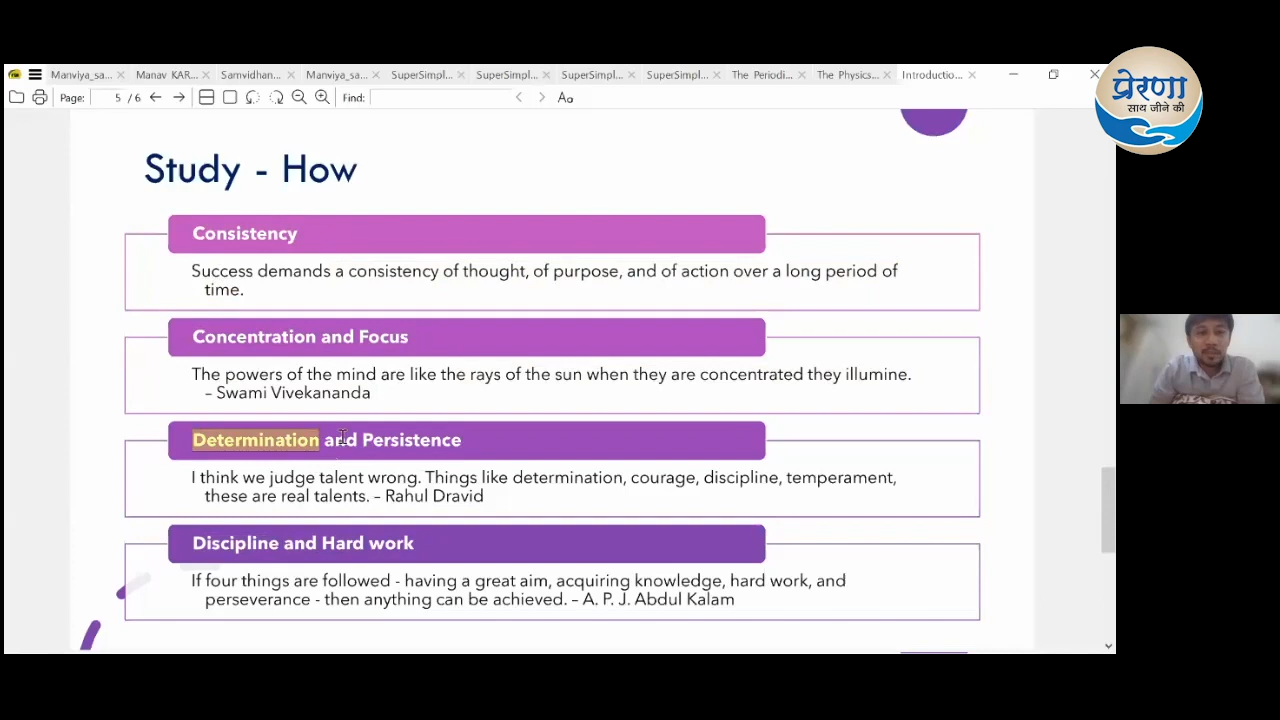 Manviya_sa...
Manav KAR...
Samvidhan...
Manviya_sa...
SuperSimpl...
SuperSimpl...
SuperSimpl...
SuperSimpl...
The Periodi...
The Physics...
Introductio...
Page: 5 / 6
Find:
Aa
प्रेरणा
साथ जीने की
Study - How
Consistency
Success demands a consistency of thought, of purpose, and of action over a long period of
time.
Concentration and Focus
The powers of the mind are like the rays of the sun when they are concentrated they illumine.
– Swami Vivekananda
Determination and Persistence
I think we judge talent wrong. Things like determination, courage, discipline, temperament,
these are real talents. – Rahul Dravid
Discipline and Hard work
If four things are followed - having a great aim, acquiring knowledge, hard work, and
perseverance - then anything can be achieved. – A. P. J. Abdul Kalam